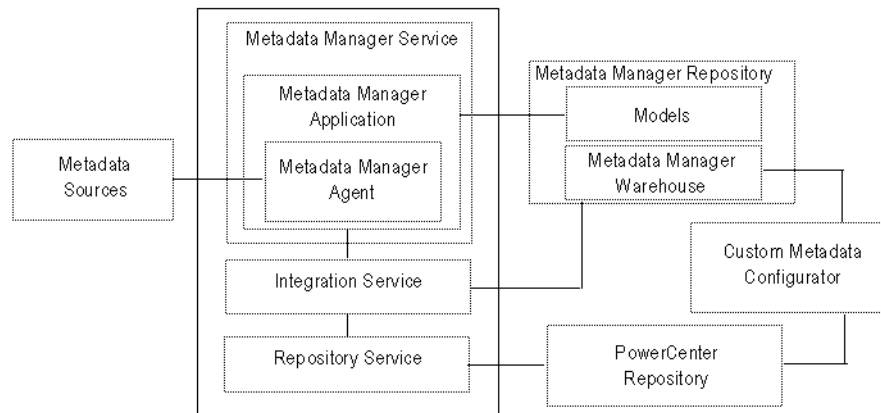 Metadata Manager Service
Metadata Manager
Application
Metadata Manager
Agent
Metadata
Sources
Integration Service
Repository Service
Metadata Manager Repository
Models
Metadata Manager
Warehouse
Custom Metadata
Configurator
PowerCenter
Repository